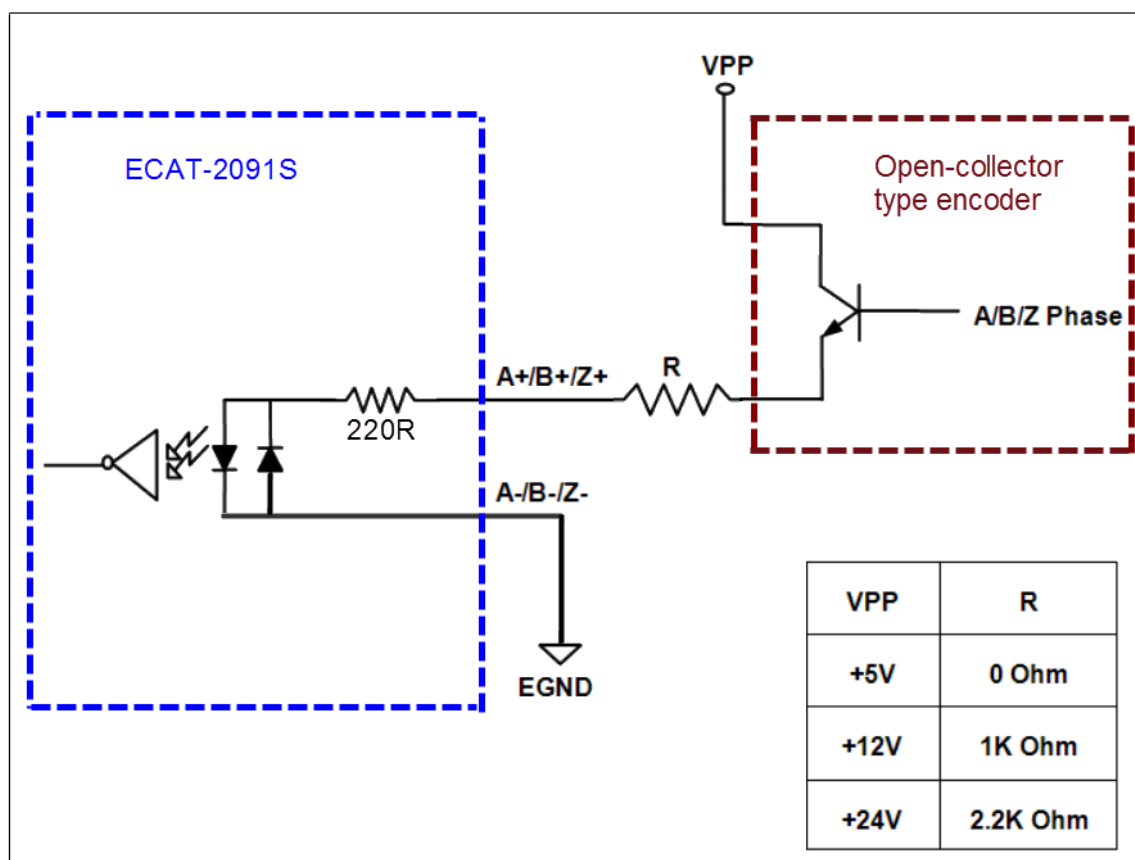 VPP
ECAT-2091S
Open-collector
type encoder
A/B/Z Phase
A+/B+/Z+
R
220R
A-/B-/Z-
EGND
VPP R
+5V 0 Ohm
+12V 1K Ohm
+24V 2.2K Ohm